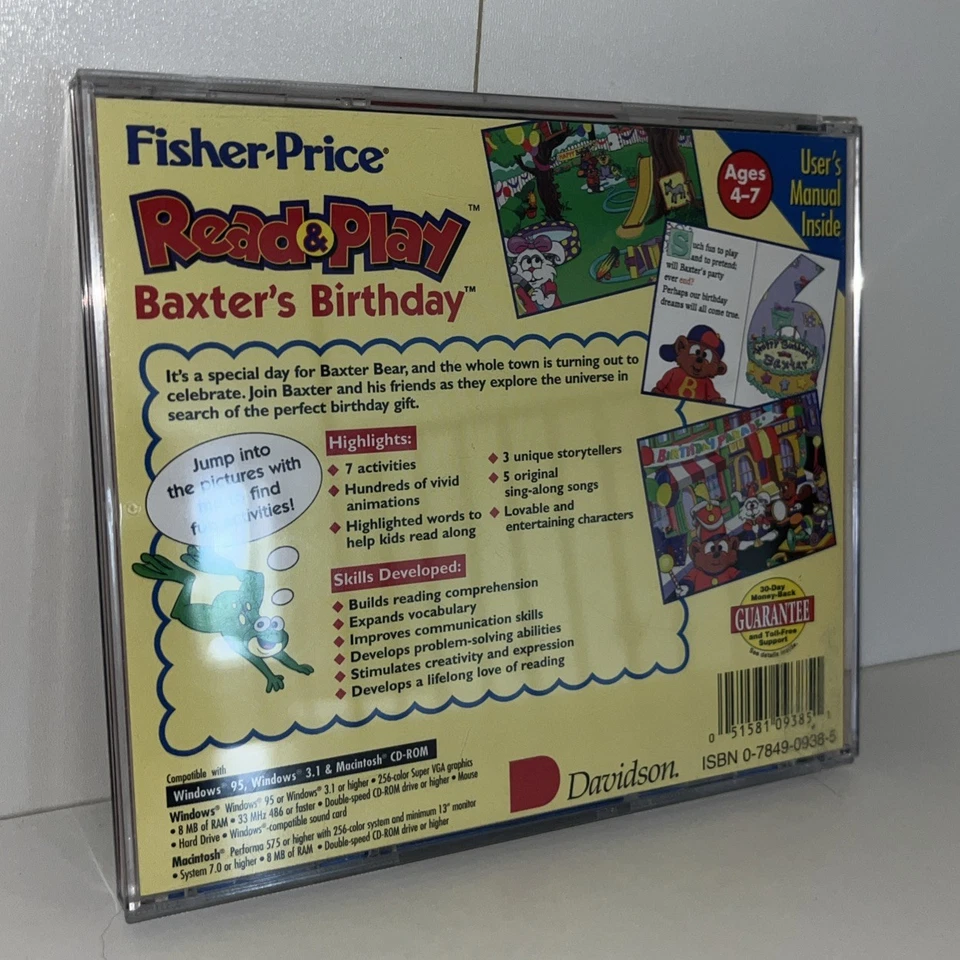 Fisher-Price®
Read & Play™
Baxter's Birthday™
Ages
4-7
User's
Manual
Inside
Such fun to play
and to pretend;
will Baxter's party
ever end?
Perhaps our birthday
dreams will all come true.
B
BIRTHDAY PARADE
It's a special day for Baxter Bear, and the whole town is turning out to
celebrate. Join Baxter and his friends as they explore the universe in
search of the perfect birthday gift.
Jump into
the pictures with
find
Highlights:
◆ 7 activities
◆ Hundreds of vivid
animations
◆ Highlighted words to
help kids read along
◆ 3 unique storytellers
◆ 5 original
sing-along songs
◆ Lovable and
entertaining characters
Skills Developed:
◆ Builds reading comprehension
◆ Expands vocabulary
◆ Improves communication skills
◆ Develops problem-solving abilities
◆ Stimulates creativity and expression
◆ Develops a lifelong love of reading
30-Day
Money-Back
GUARANTEE
and Toll-Free
Support
See details inside
0 51581 09385
ISBN 0-7849-0938-5
Davidson.
Compatible with
Windows® 95, Windows® 3.1 & Macintosh® CD-ROM
Windows® Windows® 95 or Windows® 3.1 or higher • 256-color Super VGA graphics
• 8 MB of RAM • 33 MHz 486 or faster • Double-speed CD-ROM drive or higher • Mouse
• Hard Drive • Windows®-compatible sound card
Macintosh® Performa 575 or higher with 256-color system and minimum 13" monitor
• System 7.0 or higher • 8 MB of RAM • Double-speed CD-ROM drive or higher